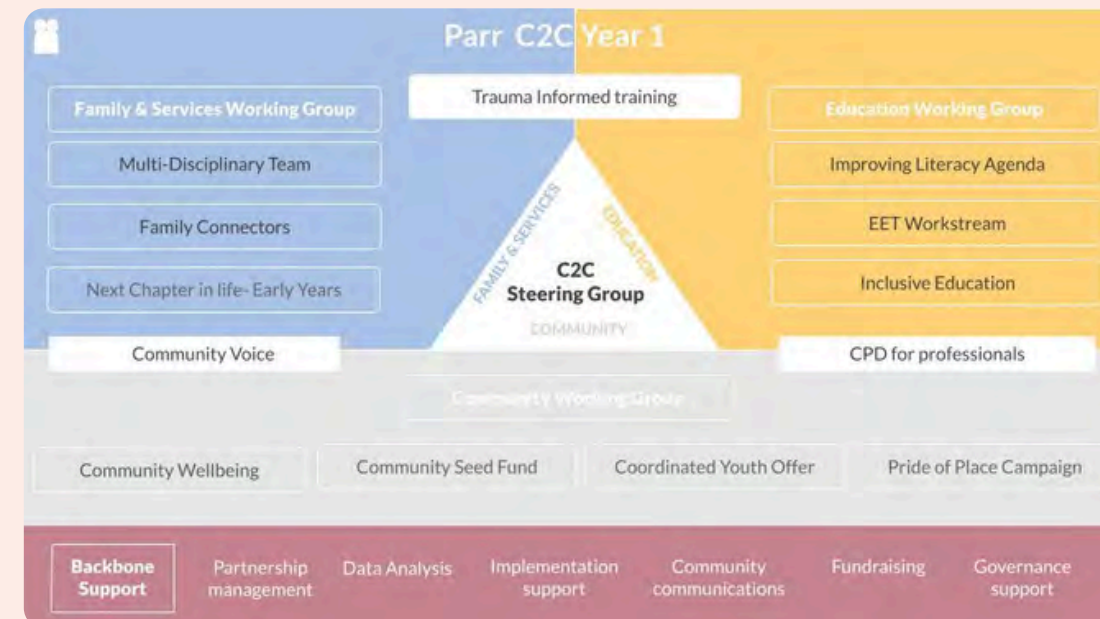 Parr C2C Year 1
Trauma Informed training
Family & Services Working Group
Multi-Disciplinary Team
Family Connectors
Next Chapter in life- Early Years
Community Voice
Education Working Group
Improving Literacy Agenda
EET Workstream
Inclusive Education
CPD for professionals
FAMILY & SERVICES
EDUCATION
C2C
Steering Group
COMMUNITY
Community Working Group
Community Wellbeing
Community Seed Fund
Coordinated Youth Offer
Pride of Place Campaign
Backbone
Support
Partnership
management
Data Analysis
Implementation
support
Community
communications
Fundraising
Governance
support